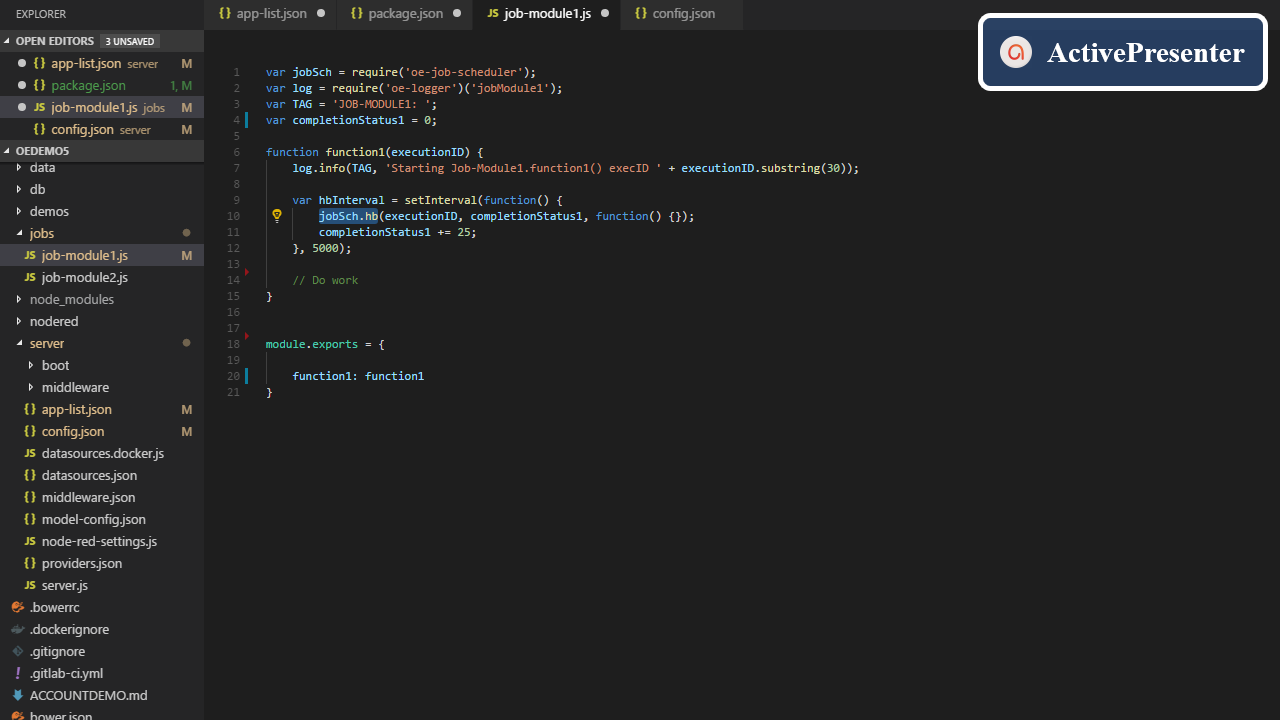 EXPLORER
OPEN EDITORS 3 UNSAVED
{} app-list.json server M
{} package.json 1, M
JS job-module1.js jobs M
{} config.json server M
OEDEMO5
data
db
demos
jobs
JS job-module1.js M
JS job-module2.js
node_modules
nodered
server
boot
middleware
{} app-list.json M
{} config.json M
JS datasources.docker.js
{} datasources.json
{} middleware.json
{} model-config.json
JS node-red-settings.js
{} providers.json
JS server.js
.bowerrc
.dockerignore
.gitignore
! .gitlab-ci.yml
ACCOUNTDEMO.md
bower.json
{} app-list.json
{} package.json
JS job-module1.js
{} config.json
ActivePresenter
1 var jobSch = require('oe-job-scheduler');
2 var log = require('oe-logger')('jobModule1');
3 var TAG = 'JOB-MODULE1: ';
4 var completionStatus1 = 0;
5
6 function function1(executionID) {
7 log.info(TAG, 'Starting Job-Module1.function1() execID ' + executionID.substring(30));
8
9 var hbInterval = setInterval(function() {
10 jobSch.hb(executionID, completionStatus1, function() {});
11 completionStatus1 += 25;
12 }, 5000);
13
14 // Do work
15 }
16
17
18 module.exports = {
19
20 function1: function1
21 }